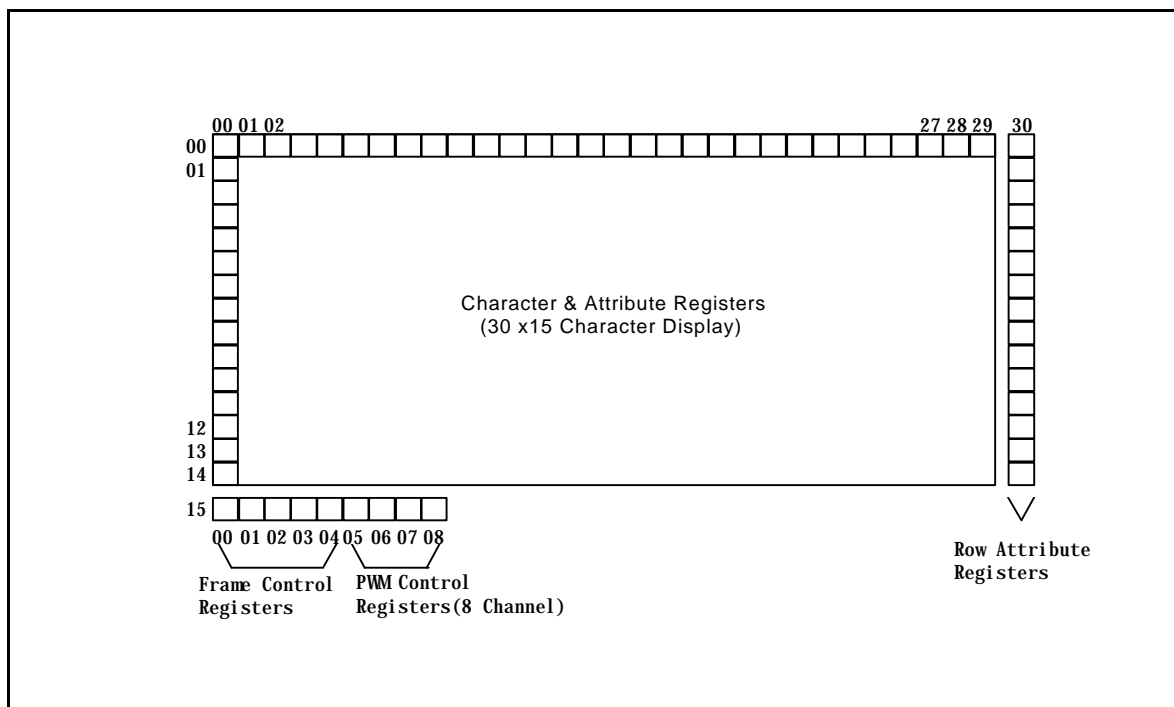 00 01 02 27 28 29 30
00
01
Character & Attribute Registers
(30 x15 Character Display)
12
13
14
15
00 01 02 03 04 05 06 07 08
Frame Control
Registers
PWM Control
Registers(8 Channel)
Row Attribute
Registers